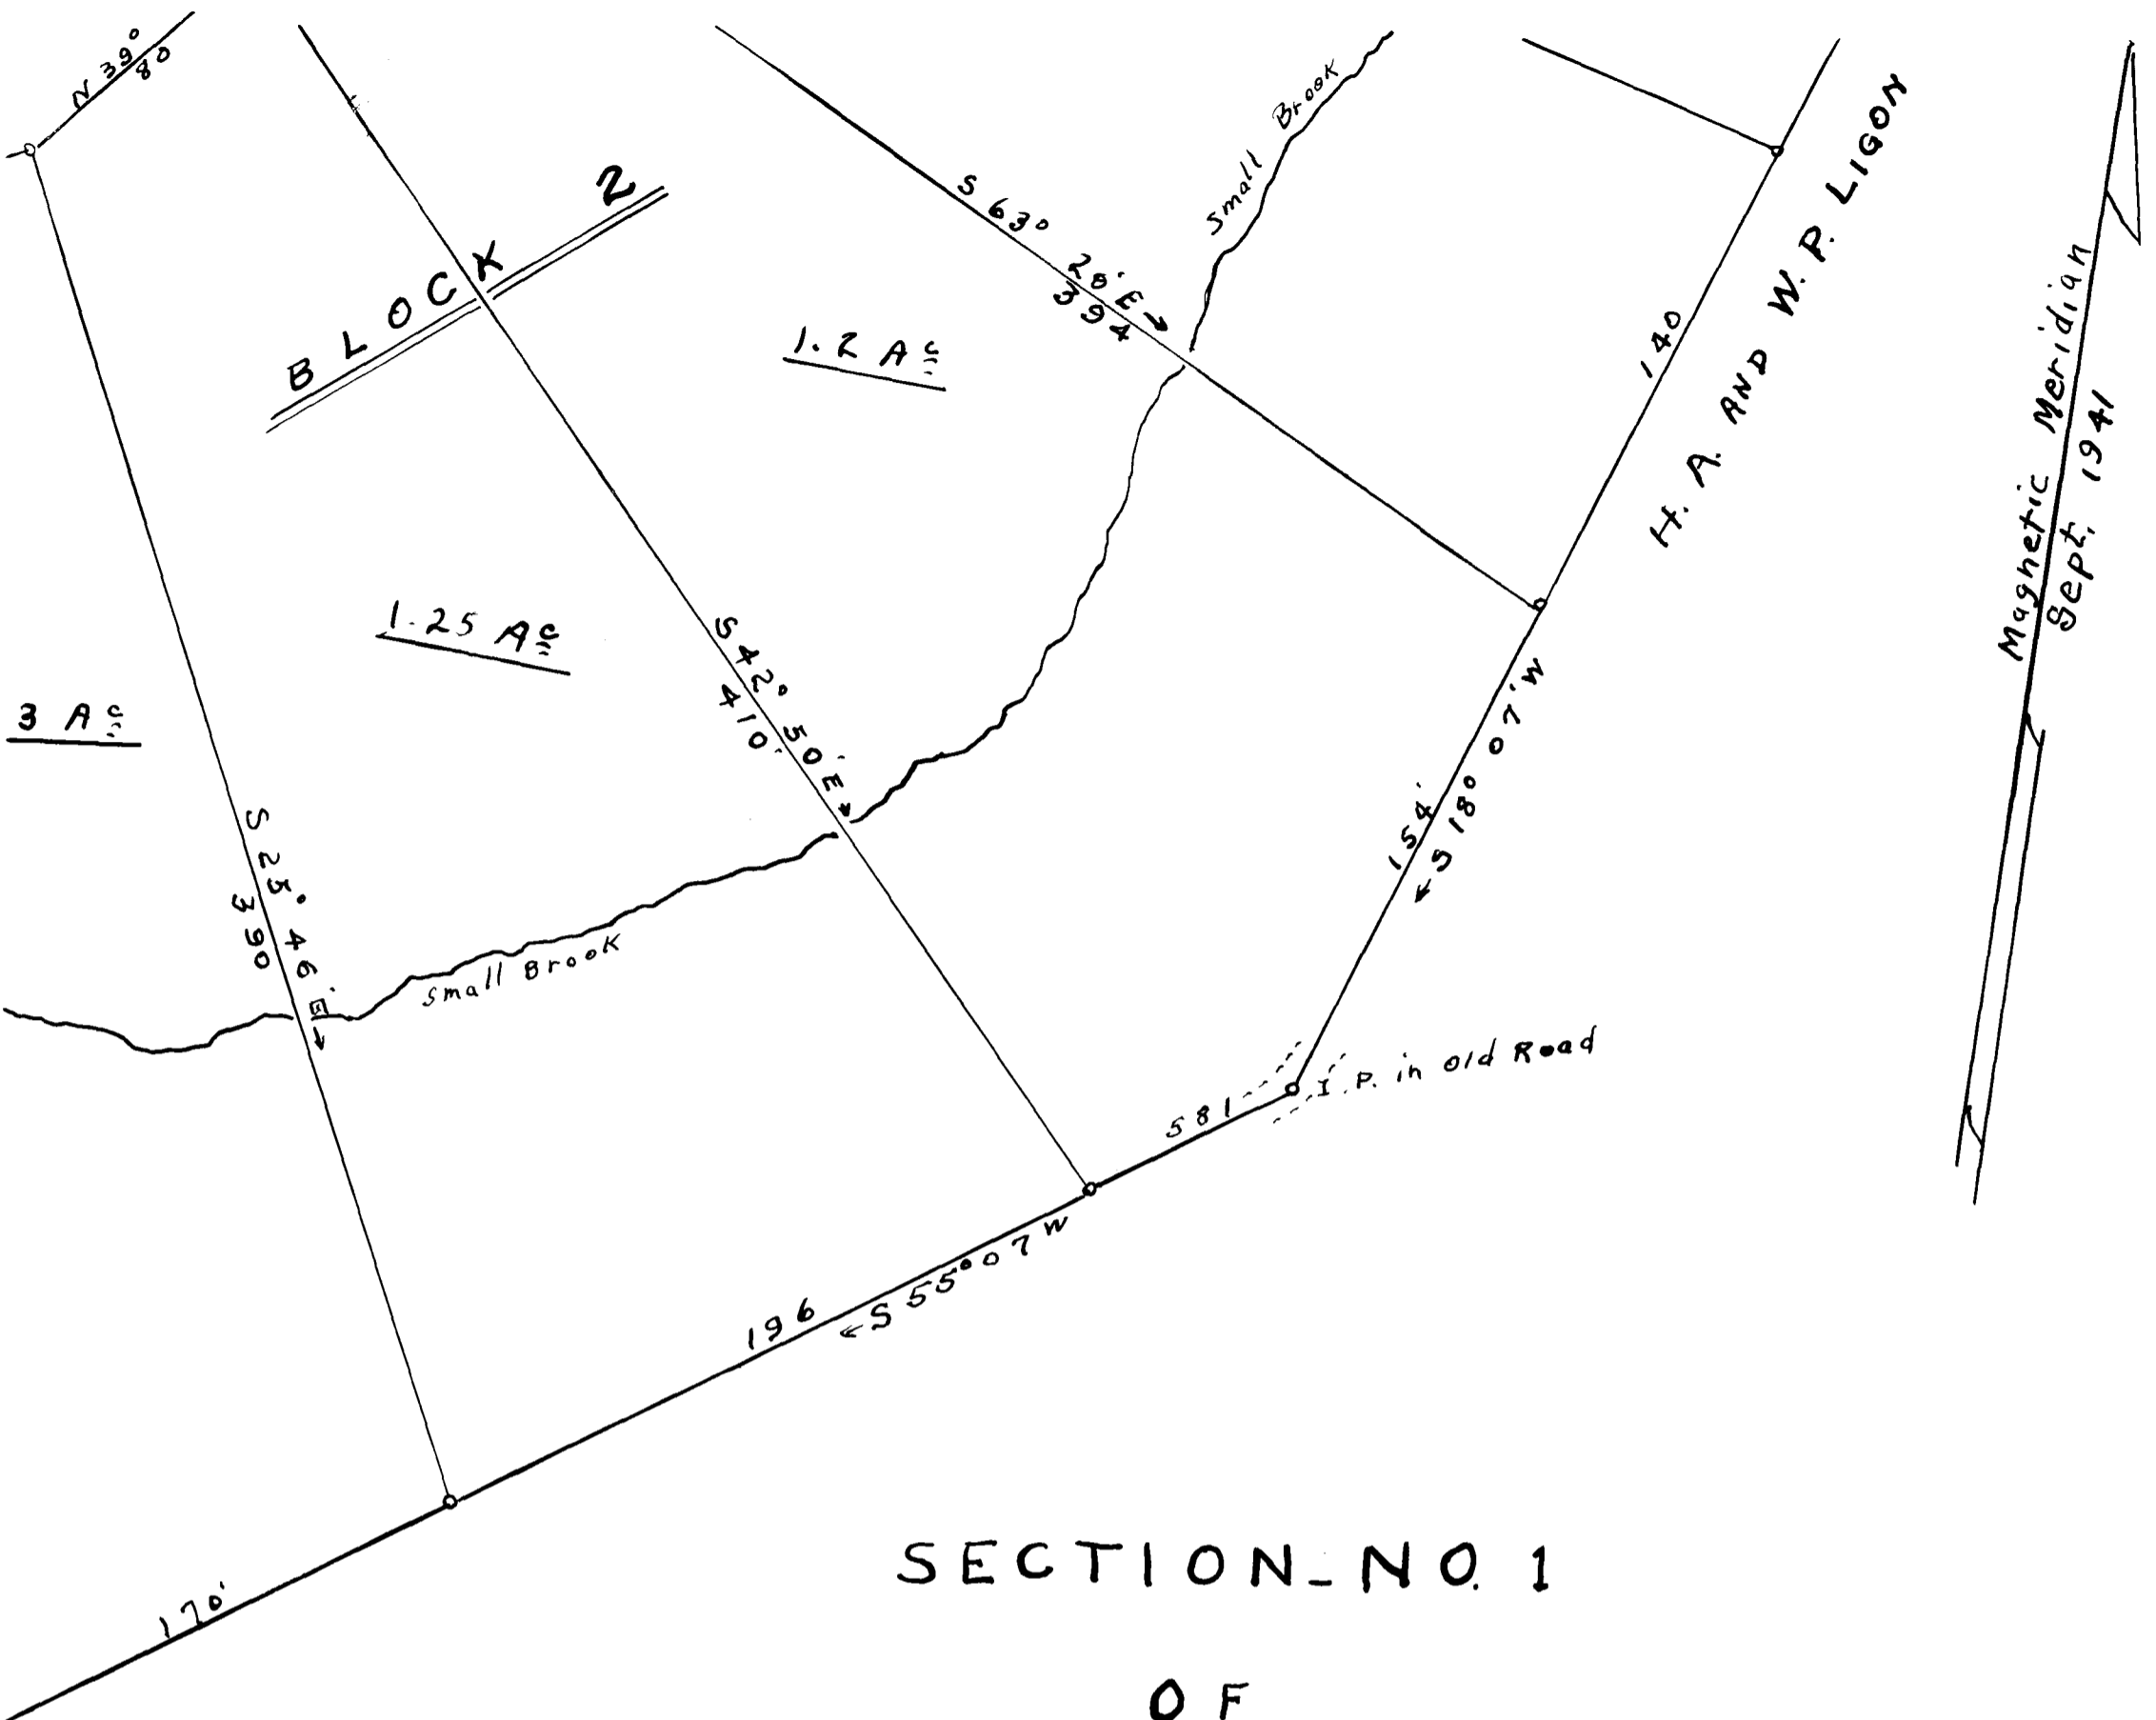 N 39°
80
BLOCK 2
S 63° 28' E
394
Small Brook
1.2 Ac
140
H. A. AND W. P. LIGON
Magnetic Meridian
Sept. 1941
1.25 Ac
S 42° 50' E
410'
3 Ac
S 25° 46' E
390
Small Brook
154'
S 18° 07' W
I.P. in Old Road
581
196
S 55° 07 W
170'
SECTION-NO. 1
OF